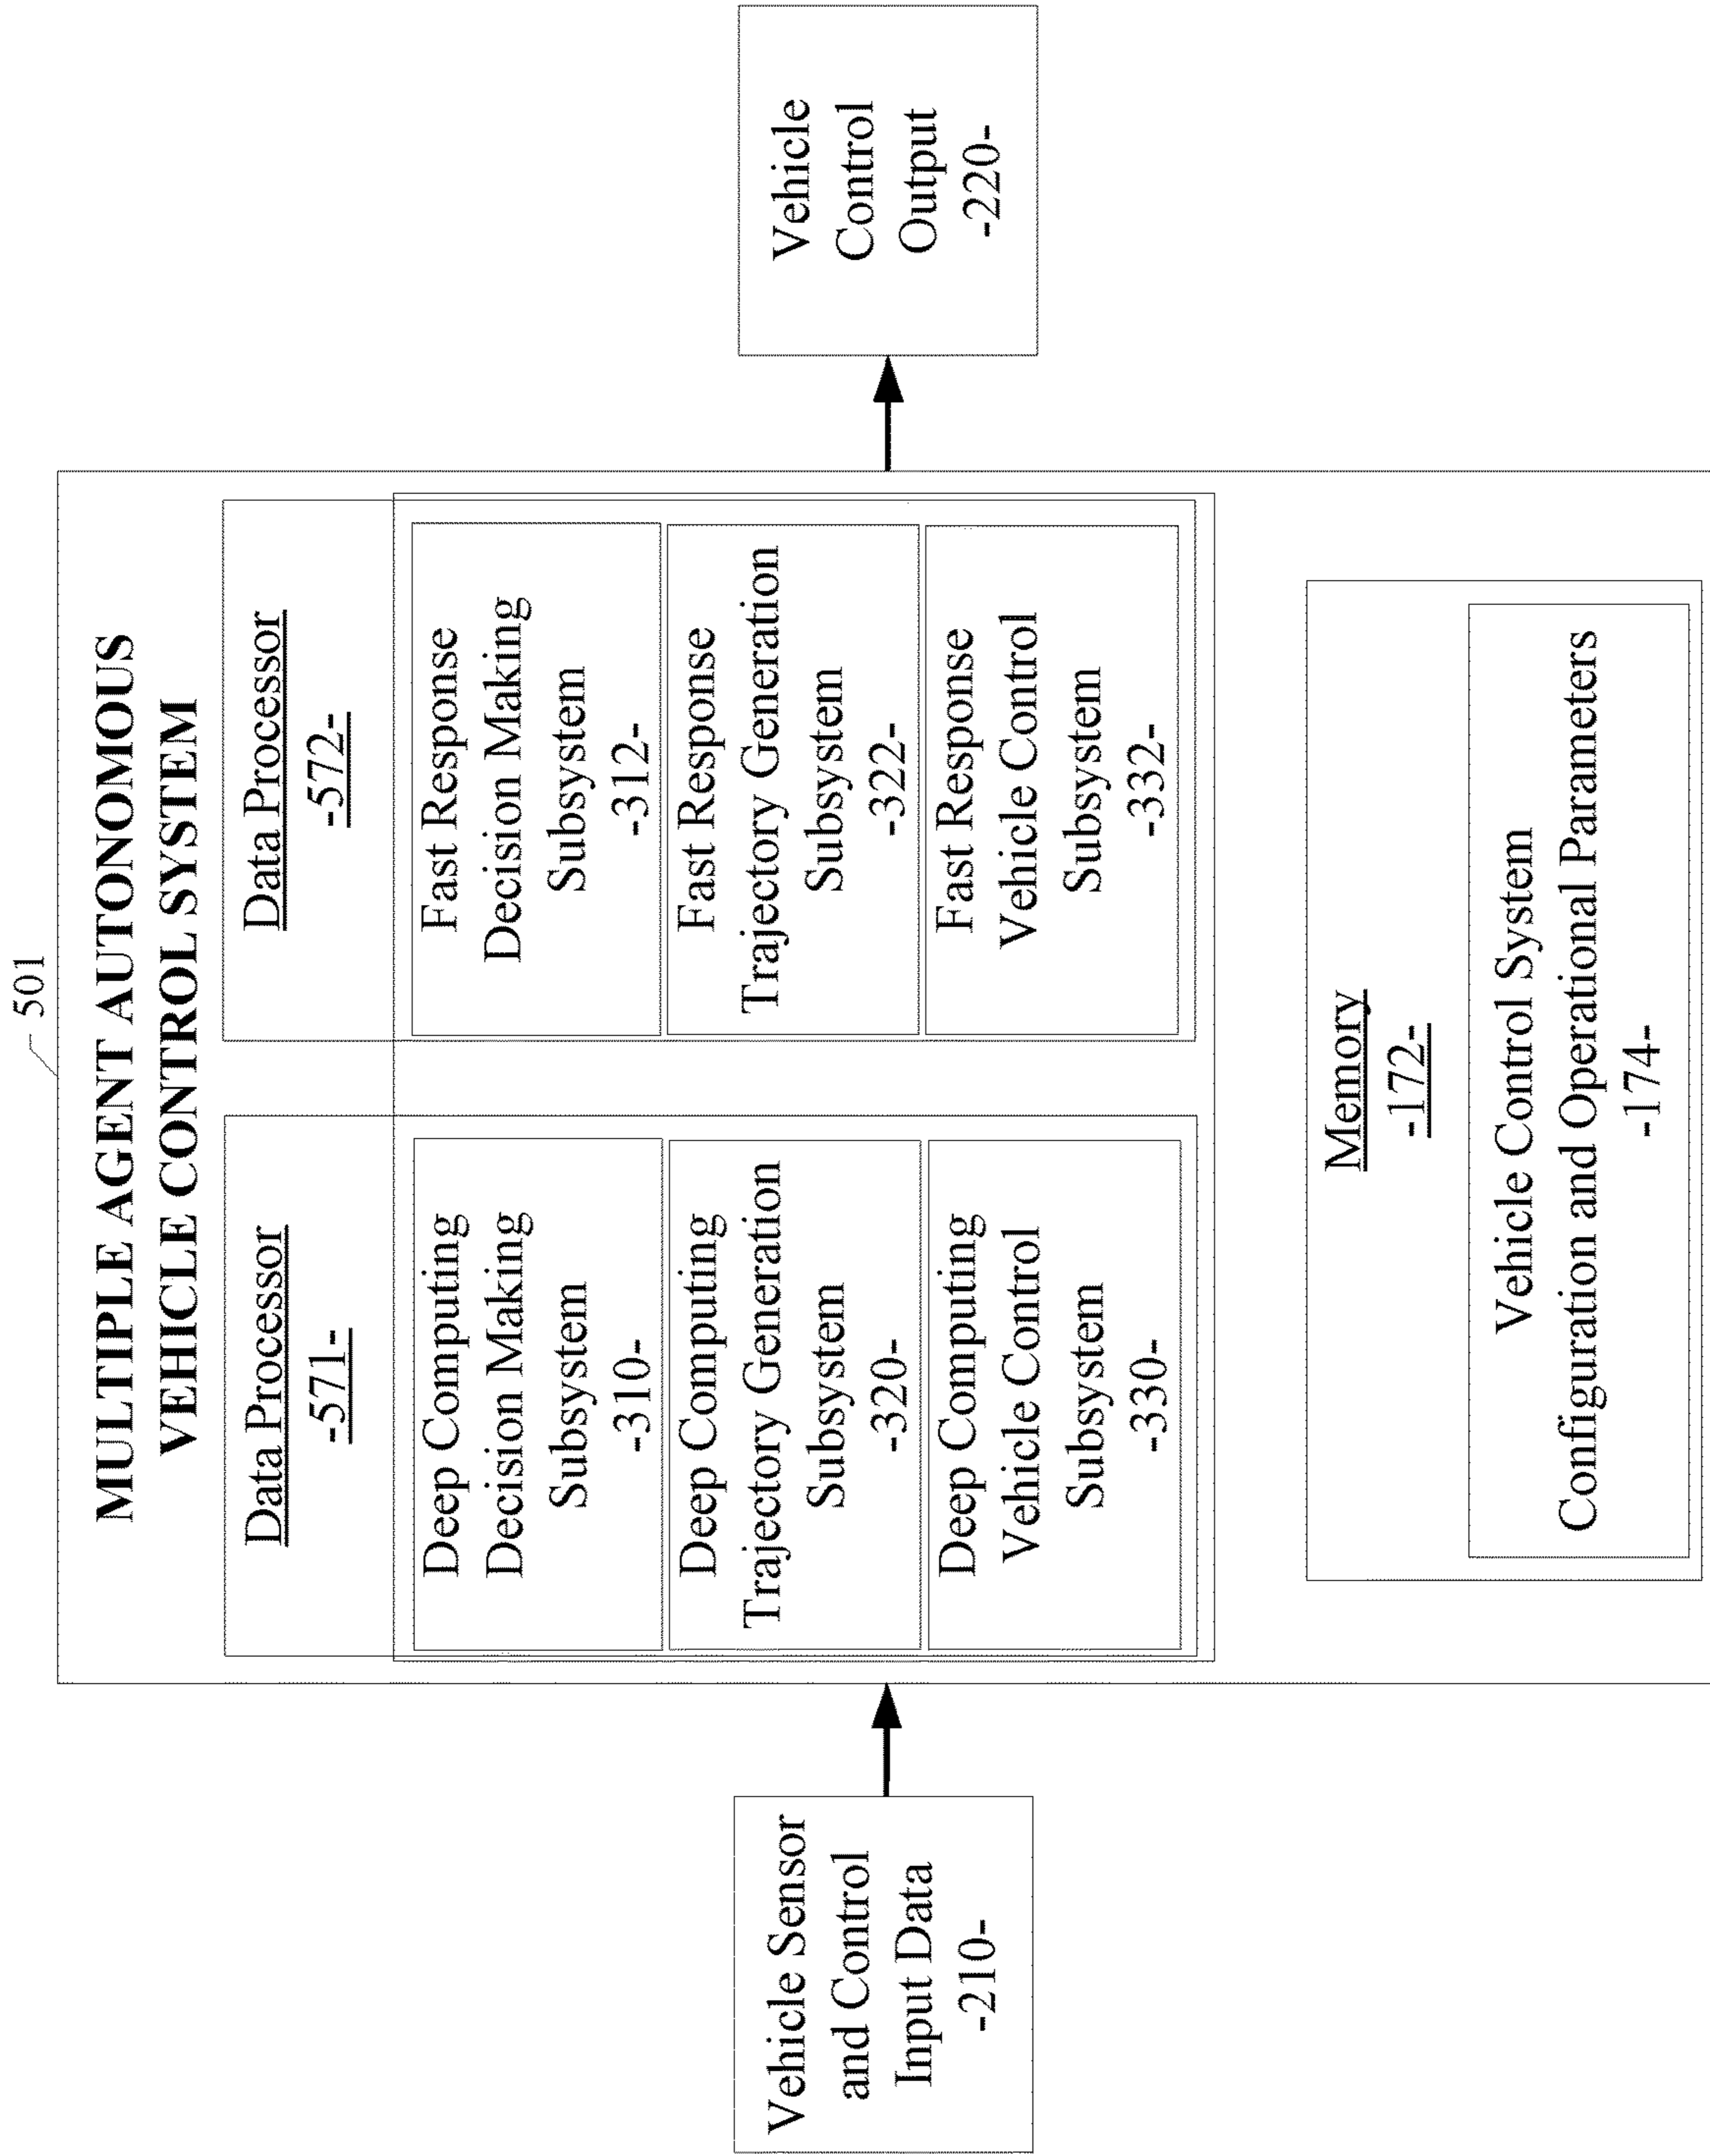 501
MULTIPLE AGENT AUTONOMOUS
VEHICLE CONTROL SYSTEM
Vehicle Sensor
and Control
Input Data
-210-
Data Processor
-571-
Deep Computing
Decision Making
Subsystem
-310-
Deep Computing
Trajectory Generation
Subsystem
-320-
Deep Computing
Vehicle Control
Subsystem
-330-
Data Processor
-572-
Fast Response
Decision Making
Subsystem
-312-
Fast Response
Trajectory Generation
Subsystem
-322-
Fast Response
Vehicle Control
Subsystem
-332-
Memory
-172-
Vehicle Control System
Configuration and Operational Parameters
-174-
Vehicle
Control
Output
-220-